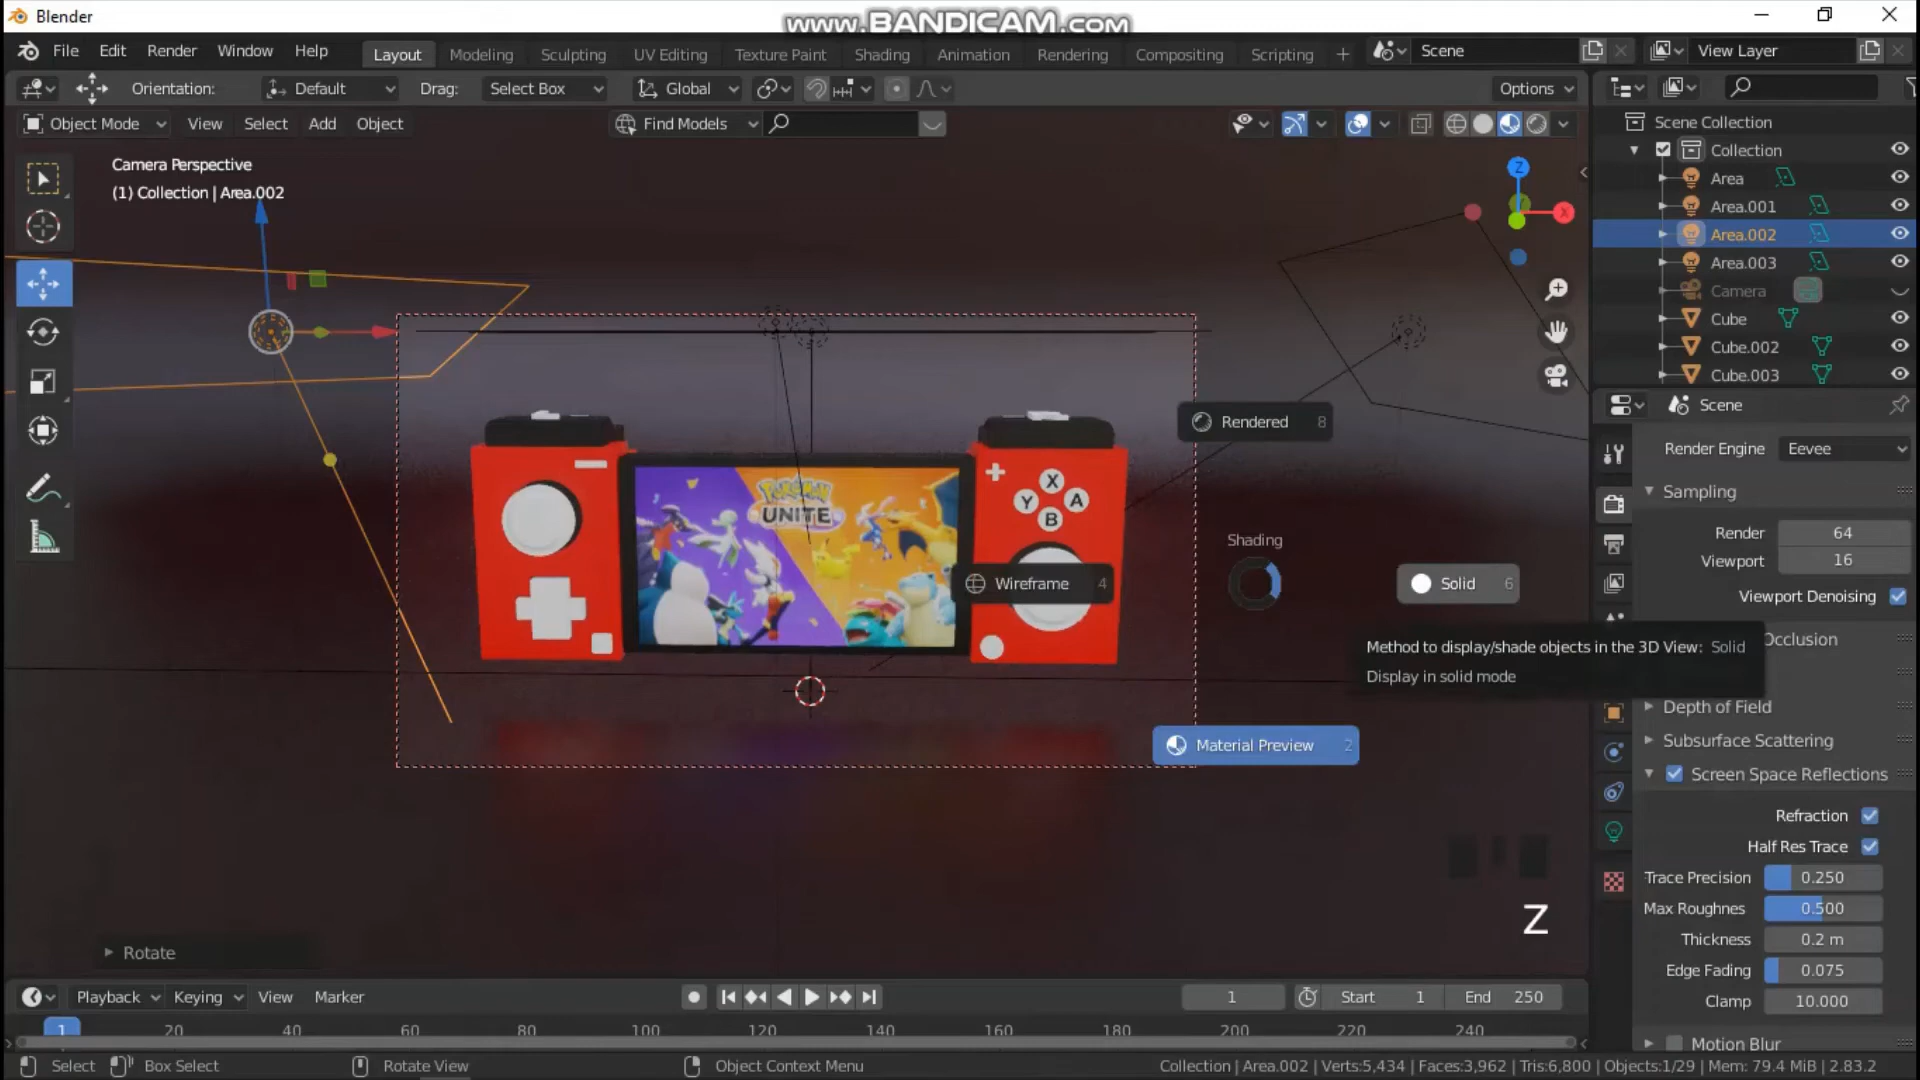 Blender
www.BANDICAM.com
File Edit Render Window Help
Layout Modeling Sculpting UV Editing Texture Paint Shading Animation Rendering Compositing Scripting +
Scene
View Layer
Orientation: Default Drag: Select Box Global
Options
Object Mode View Select Add Object
Find Models
Camera Perspective
(1) Collection | Area.002
Z
X
Scene Collection
Collection
Area
Area.001
Area.002
Area.003
Camera
Cube
Cube.002
Cube.003
POKÉMON
UNITE
X
Y A
B
Rendered 8
Shading
Wireframe 4
Solid 6
Method to display/shade objects in the 3D View: Solid
Display in solid mode
Material Preview 2
Z
Rotate
Scene
Render Engine Eevee
Sampling
Render 64
Viewport 16
Viewport Denoising
Occlusion
Depth of Field
Subsurface Scattering
Screen Space Reflections
Refraction
Half Res Trace
Trace Precision 0.250
Max Roughnes 0.500
Thickness 0.2 m
Edge Fading 0.075
Clamp 10.000
Motion Blur
Playback Keying View Marker
1 Start 1 End 250
1 20 40 60 80 100 120 140 160 180 200 220 240
Select Box Select Rotate View Object Context Menu
Collection | Area.002 | Verts:5,434 | Faces:3,962 | Tris:6,800 | Objects:1/29 | Mem: 79.4 MiB | 2.83.2